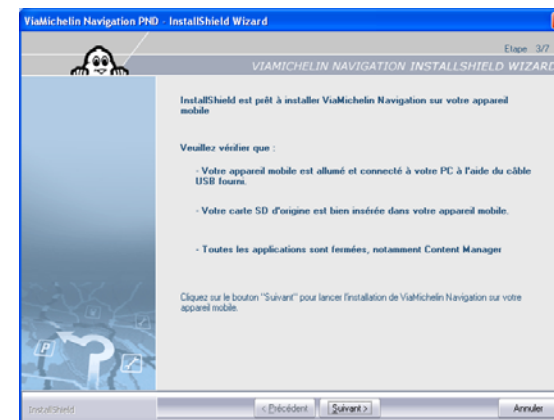 ViaMichelin Navigation PND - InstallShield Wizard
Etape 3/7
VIAMICHELIN NAVIGATION INSTALLSHIELD WIZARD
InstallShield est prêt à installer ViaMichelin Navigation sur votre appareil
mobile
Veuillez vérifier que :
- Votre appareil mobile est allumé et connecté à votre PC à l'aide du câble
USB fourni.
- Votre carte SD d'origine est bien insérée dans votre appareil mobile.
- Toutes les applications sont fermées, notamment Content Manager
Cliquez sur le bouton "Suivant" pour lancer l'installation de ViaMichelin Navigation sur votre
appareil mobile.
P
InstallShield
< Précédent
Suivant >
Annuler